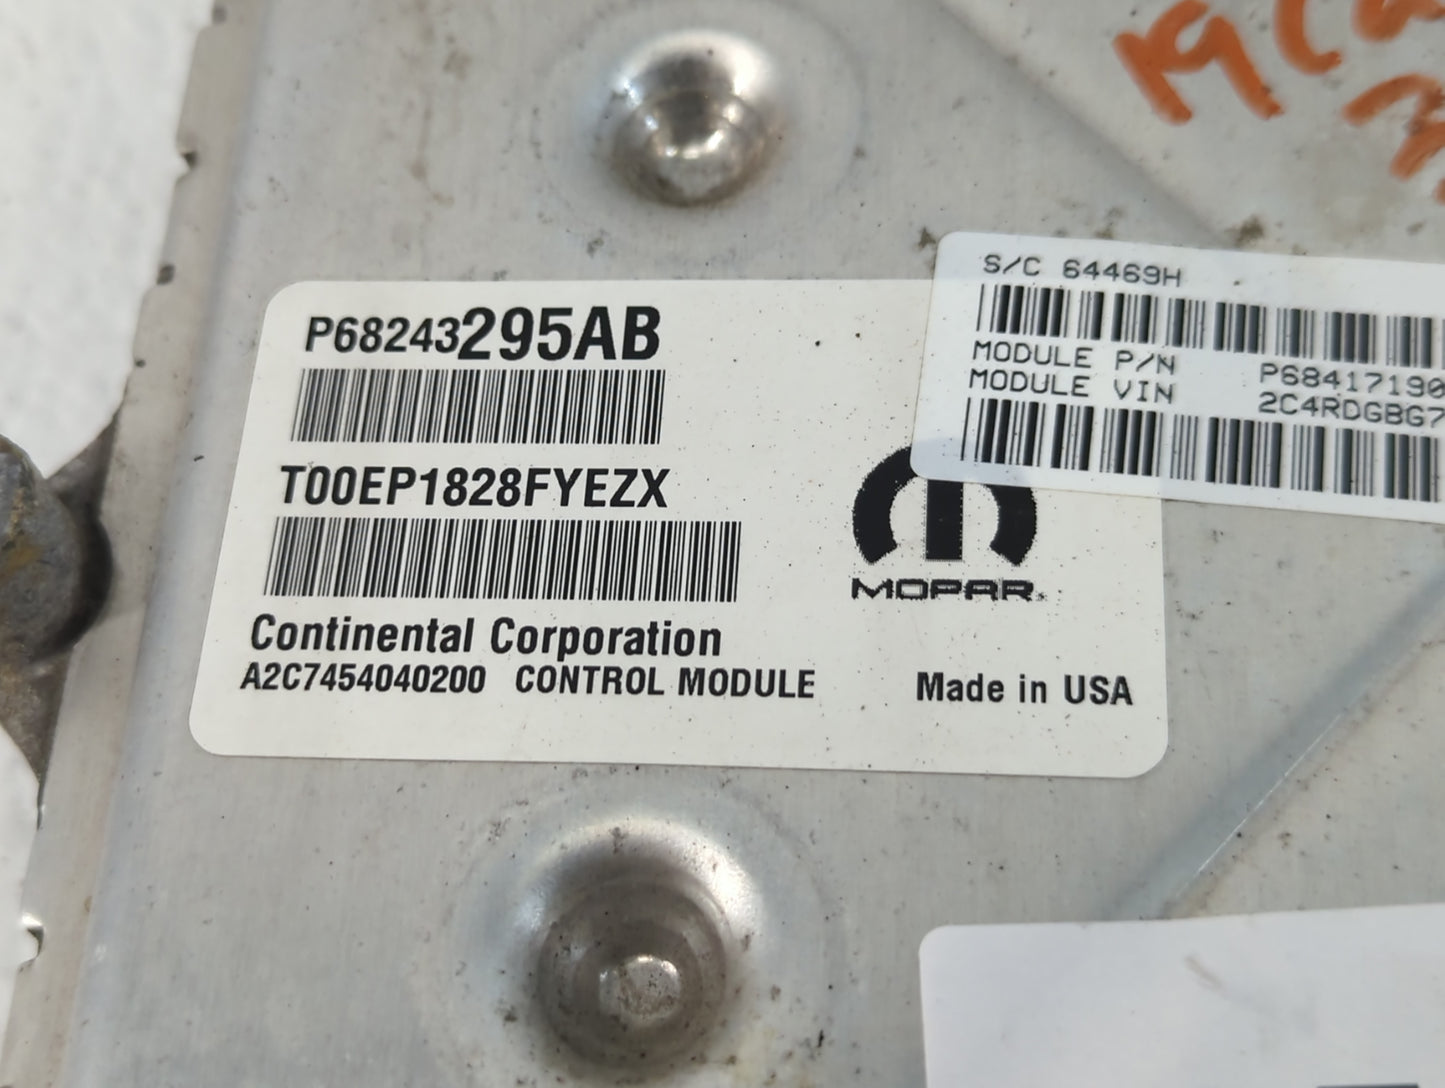 P68243295AB
T00EP1828FYEZX
Continental Corporation
A2C7454040200 CONTROL MODULE
MOPAR
Made in USA
S/C 64469H
MODULE P/N P68417190
MODULE VIN 2C4RDGBG7